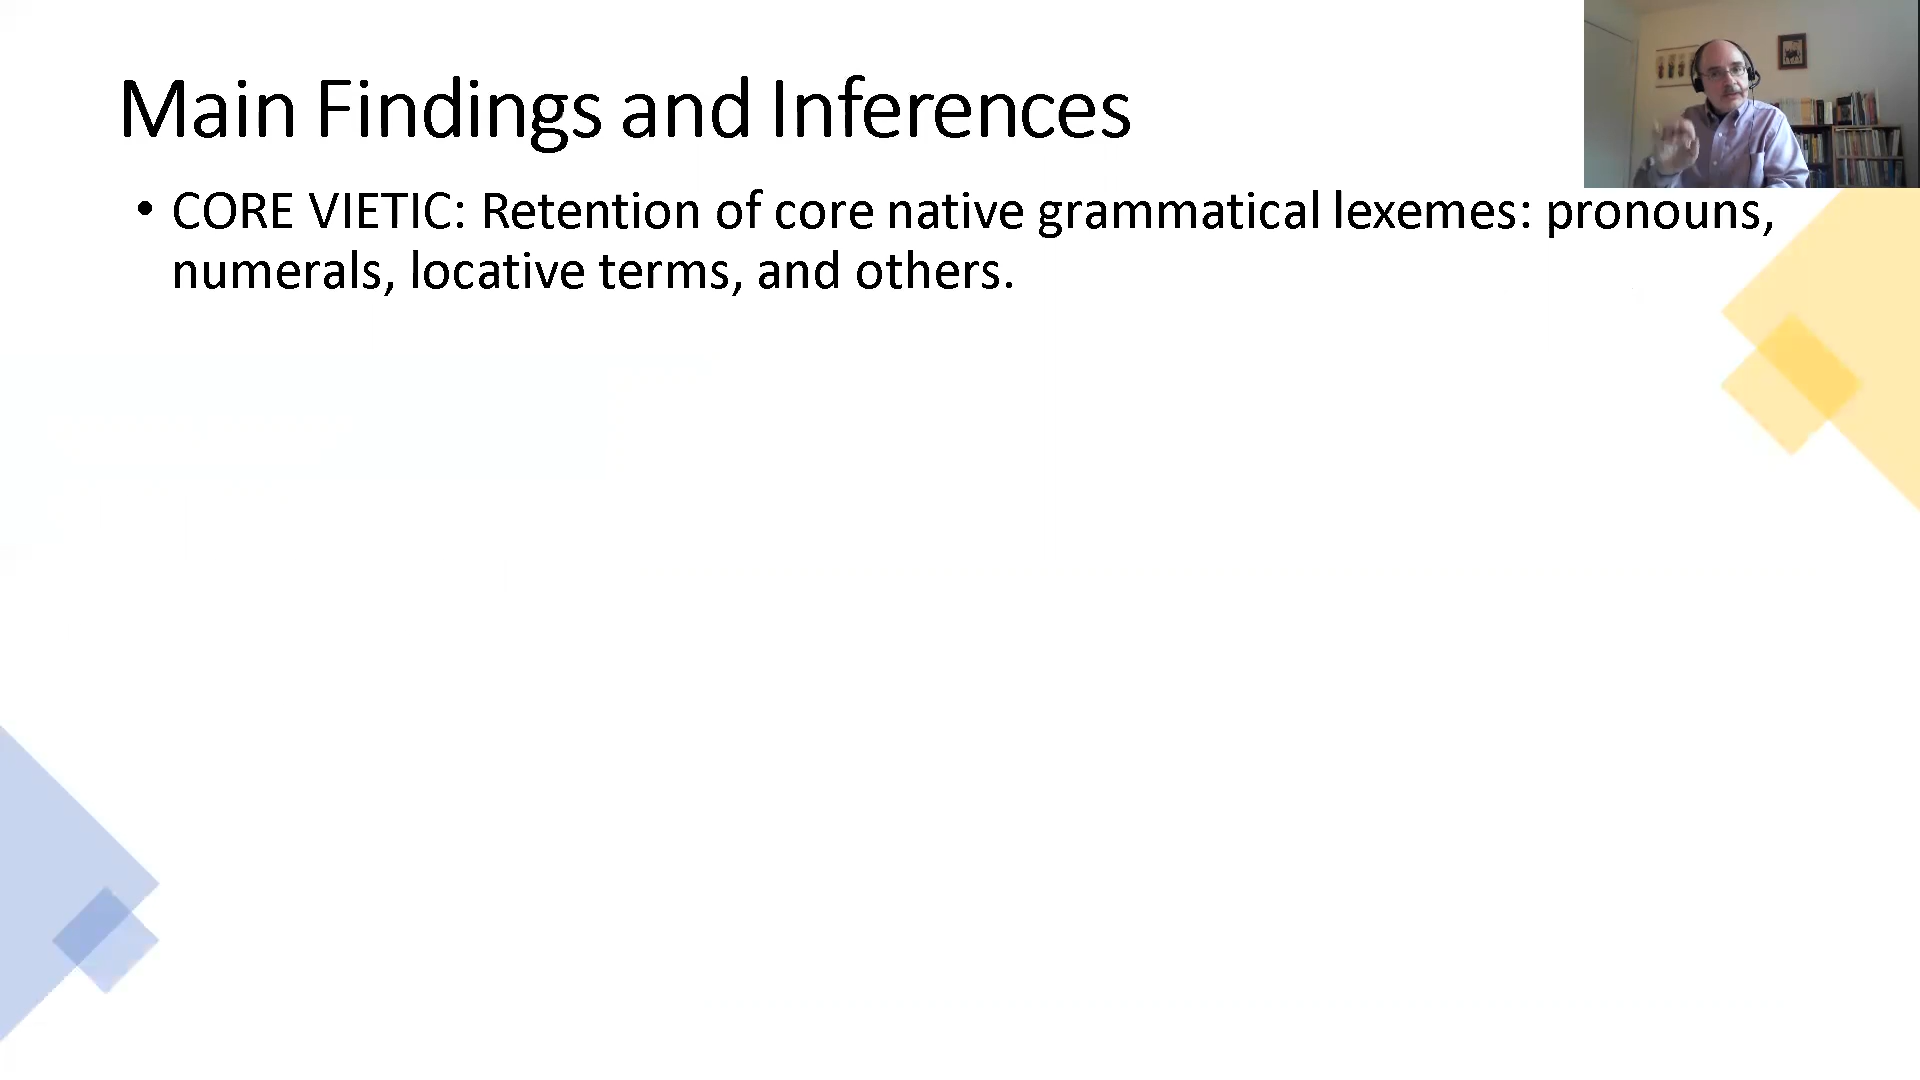 Main Findings and Inferences
• CORE VIETIC: Retention of core native grammatical lexemes: pronouns,
numerals, locative terms, and others.